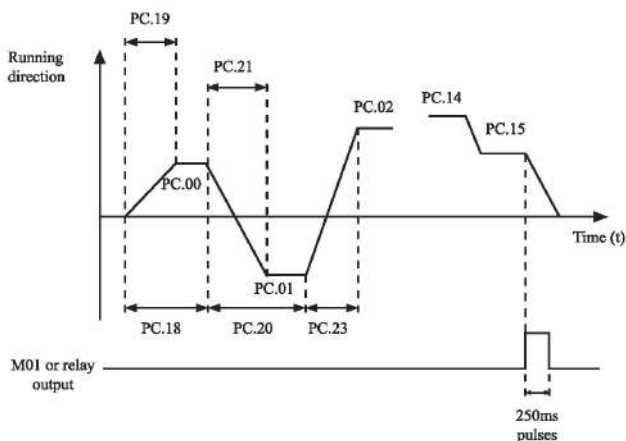 PC.19
Running
direction
PC.21
PC.02
PC.14
PC.15
PC.00
Time (t)
PC.01
PC.18
PC.20
PC.23
M01 or relay
output
250ms
pulses